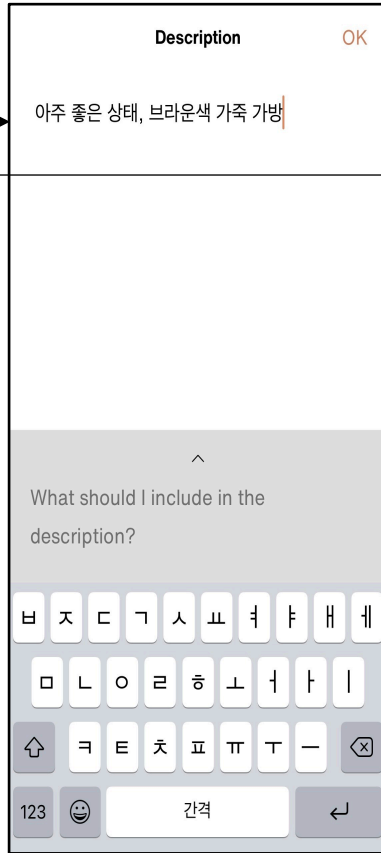 Description OK
아주 좋은 상태, 브라운색 가죽 가방
What should I include in the
description?
ㅂ ㅈ ㄷ ㄱ ㅅ ㅛ ㅕ ㅑ ㅐ ㅔ
ㅁ ㄴ ㅇ ㄹ ㅎ ㅗ ㅓ ㅏ ㅣ
ㅋ ㅌ ㅊ ㅍ ㅠ ㅜ ㅡ
123 간격